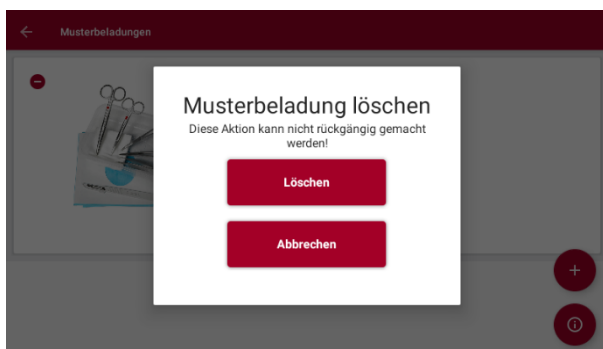 Musterbeladungen
Musterbeladung löschen
Diese Aktion kann nicht rückgängig gemacht
werden!
Löschen
Abbrechen